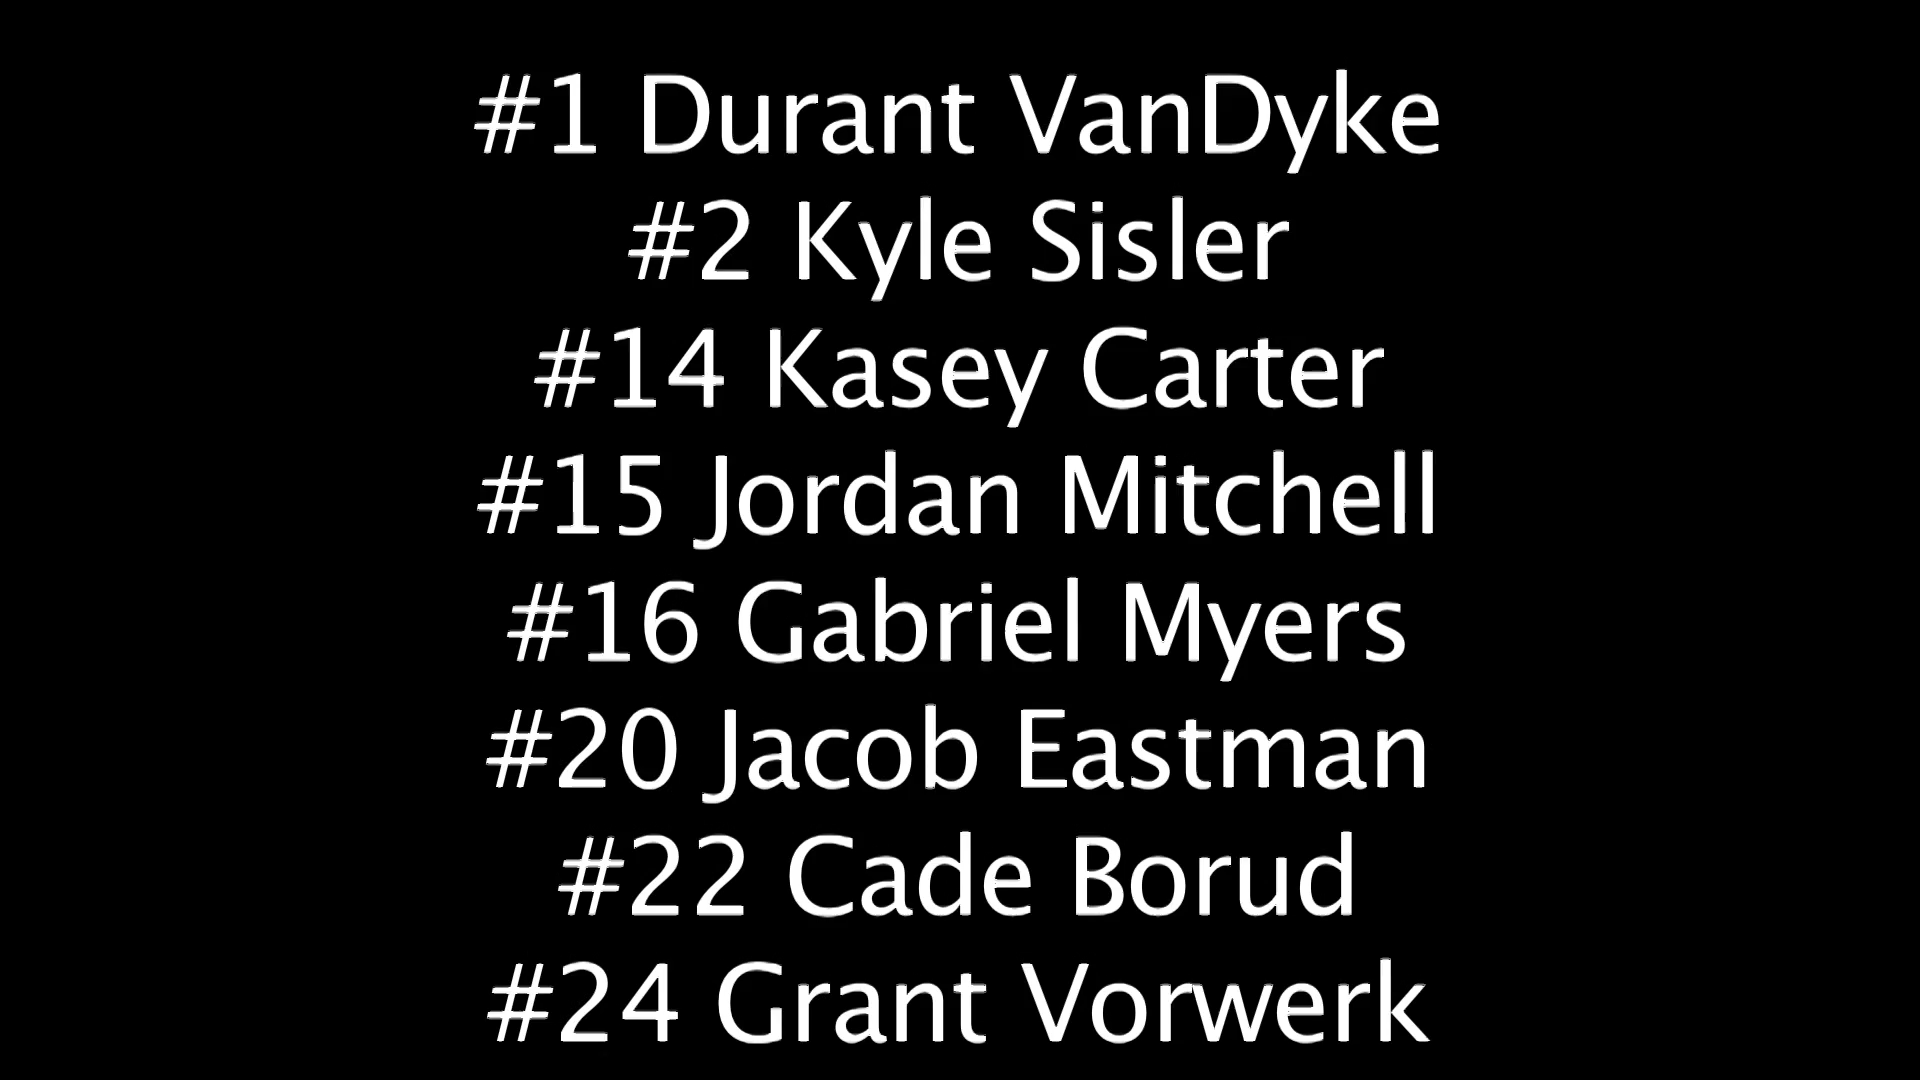 #1 Durant VanDyke
#2 Kyle Sisler
#14 Kasey Carter
#15 Jordan Mitchell
#16 Gabriel Myers
#20 Jacob Eastman
#22 Cade Borud
#24 Grant Vorwerk